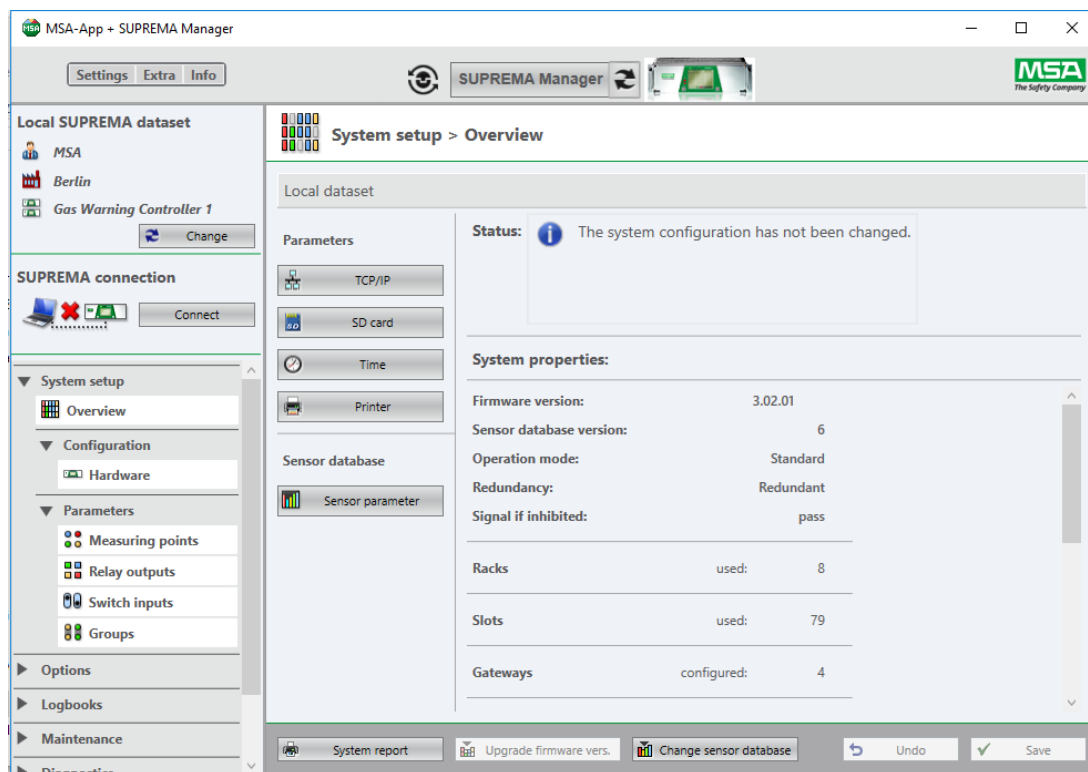 MSA-App + SUPREMA Manager
Settings Extra Info
SUPREMA Manager
MSA
The Safety Company
Local SUPREMA dataset
MSA
Berlin
Gas Warning Controller 1
Change
SUPREMA connection
Connect
System setup
Overview
Configuration
Hardware
Parameters
Measuring points
Relay outputs
Switch inputs
Groups
Options
Logbooks
Maintenance
Diagnostics
System setup > Overview
Local dataset
Parameters
TCP/IP
SD card
Time
Printer
Sensor database
Sensor parameter
Status: The system configuration has not been changed.
System properties:
Firmware version: 3.02.01
Sensor database version: 6
Operation mode: Standard
Redundancy: Redundant
Signal if inhibited: pass
Racks used: 8
Slots used: 79
Gateways configured: 4
System report
Upgrade firmware vers.
Change sensor database
Undo
Save